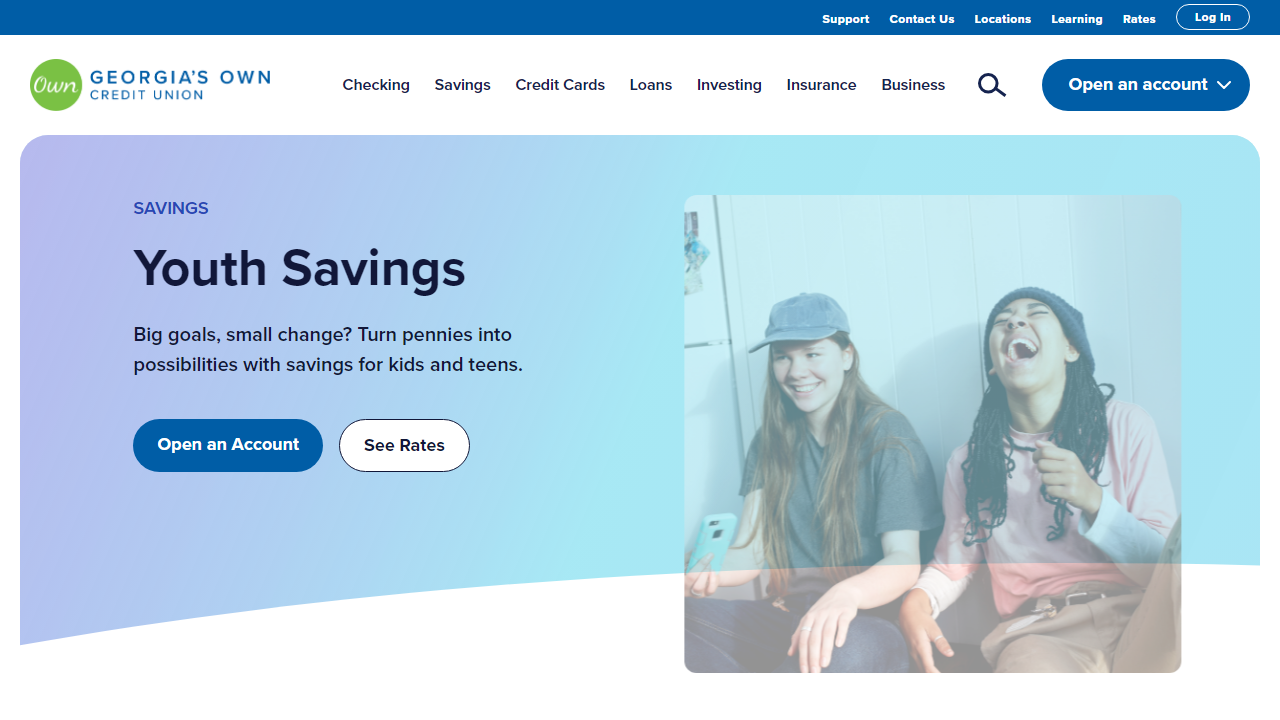 Support Contact Us Locations Learning Rates Log In
Own GEORGIA'S OWN
CREDIT UNION
Checking Savings Credit Cards Loans Investing Insurance Business Open an account
SAVINGS
Youth Savings
Big goals, small change? Turn pennies into
possibilities with savings for kids and teens.
Open an Account See Rates